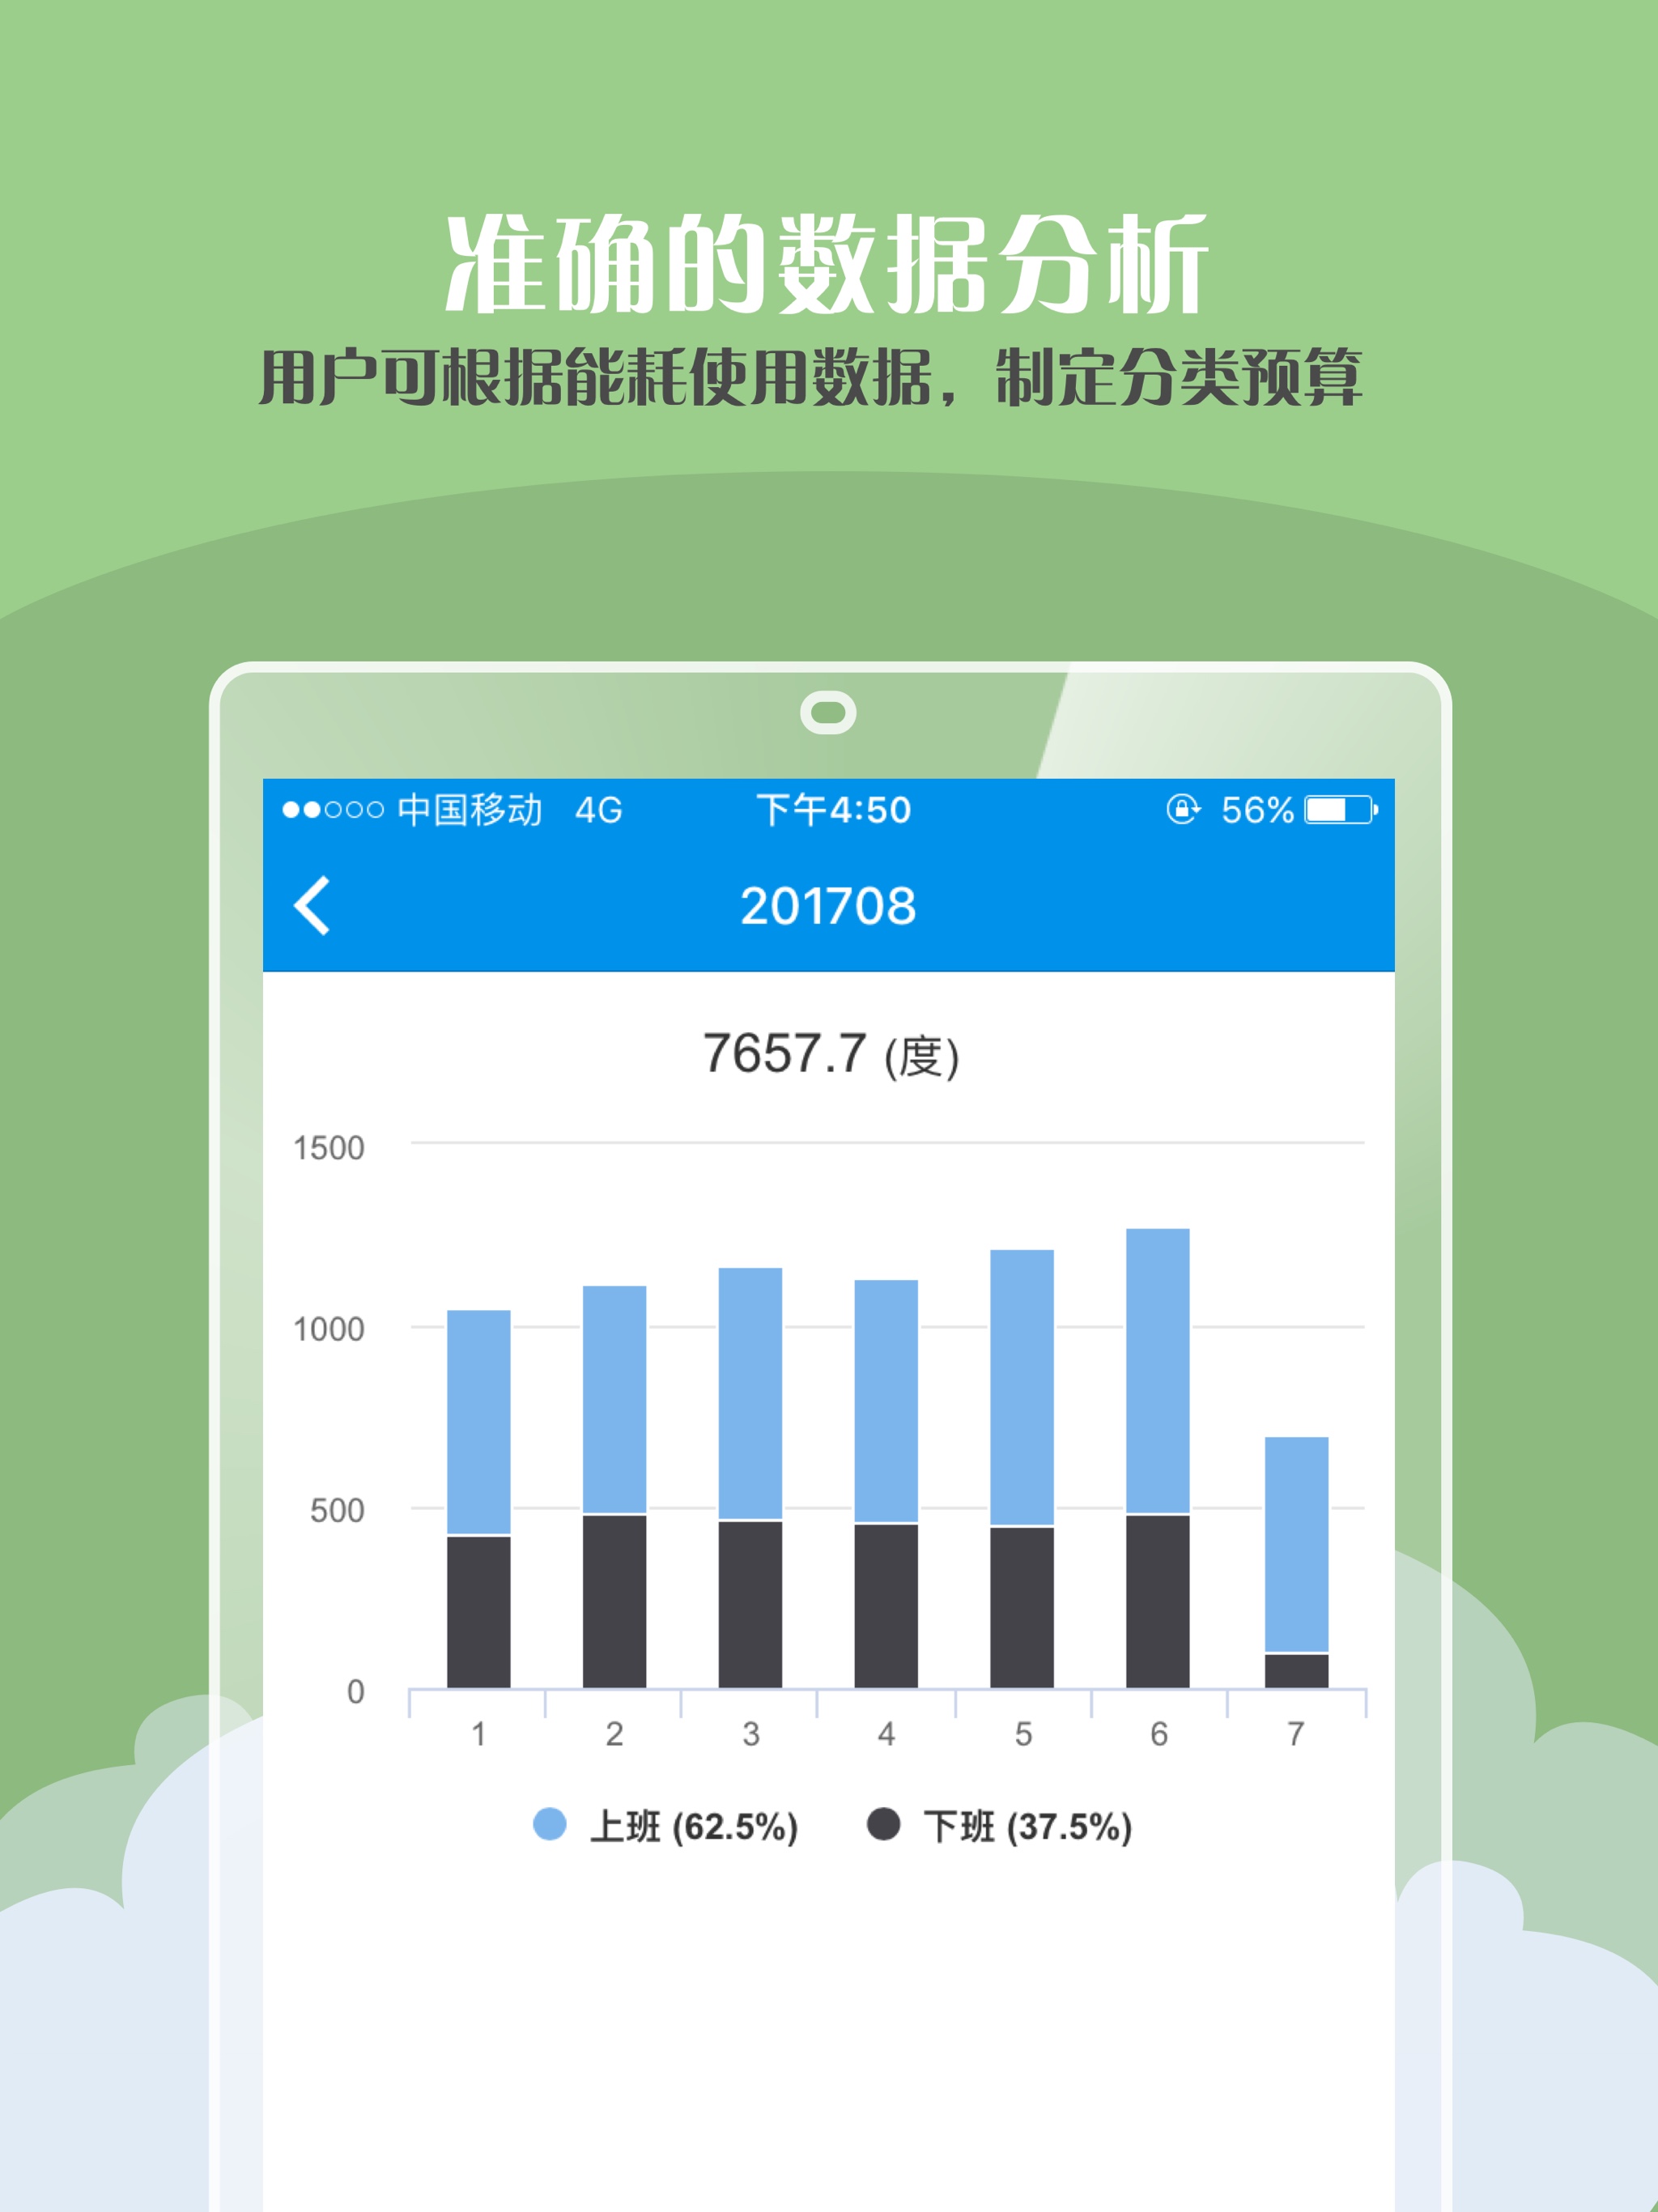 准确的数据分析
用户可根据能耗使用数据，制定分类预算
中国移动 4G 下午4:50 56%
201708
7657.7 (度)
1500
1000
500
0
1 2 3 4 5 6 7
上班 (62.5%) 下班 (37.5%)